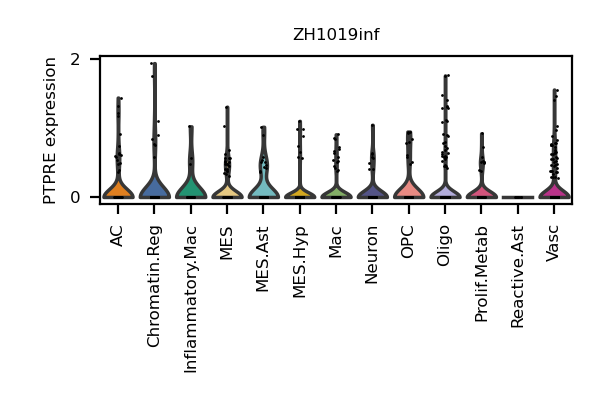 ZH1019inf
PTPRE expression
2
0
AC
Chromatin.Reg
Inflammatory.Mac
MES
MES.Ast
MES.Hyp
Mac
Neuron
OPC
Oligo
Prolif.Metab
Reactive.Ast
Vasc